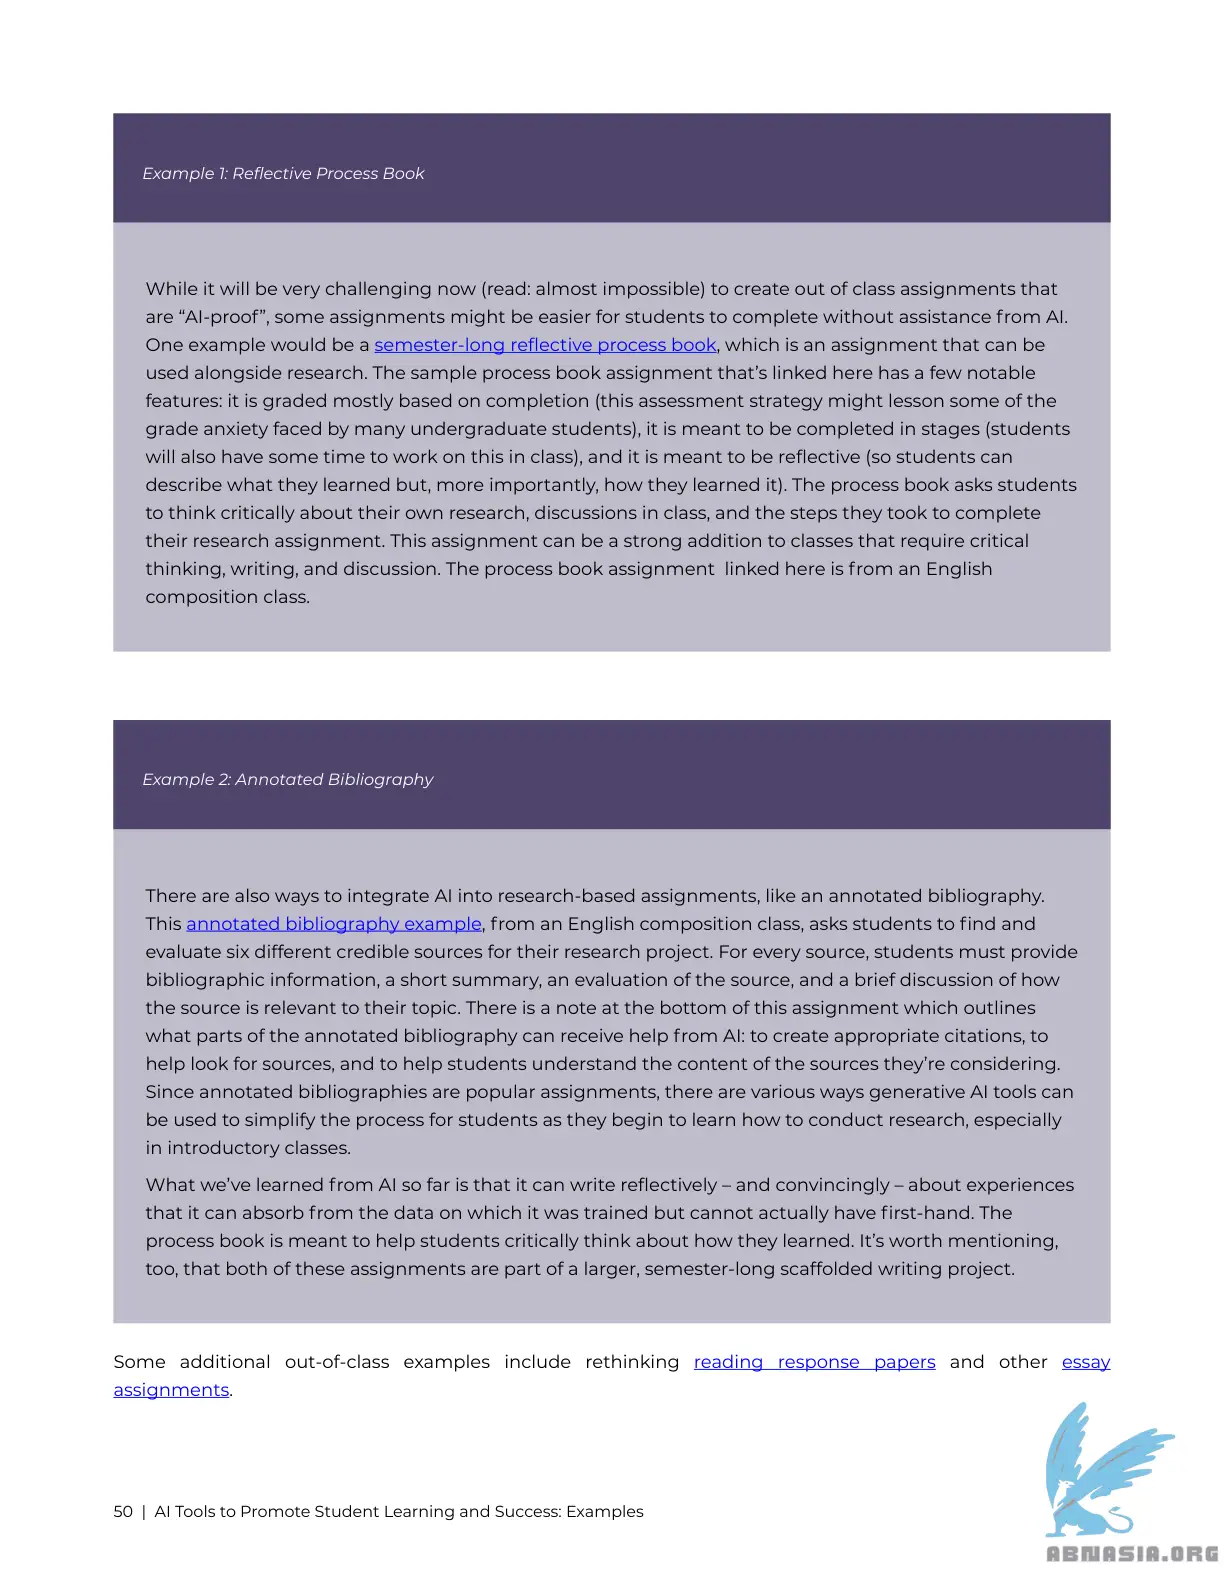 Example 1: Reflective Process Book
While it will be very challenging now (read: almost impossible) to create out of class assignments that
are “AI-proof”, some assignments might be easier for students to complete without assistance from AI.
One example would be a semester-long reflective process book, which is an assignment that can be
used alongside research. The sample process book assignment that’s linked here has a few notable
features: it is graded mostly based on completion (this assessment strategy might lesson some of the
grade anxiety faced by many undergraduate students), it is meant to be completed in stages (students
will also have some time to work on this in class), and it is meant to be reflective (so students can
describe what they learned but, more importantly, how they learned it). The process book asks students
to think critically about their own research, discussions in class, and the steps they took to complete
their research assignment. This assignment can be a strong addition to classes that require critical
thinking, writing, and discussion. The process book assignment  linked here is from an English
composition class.
Example 2: Annotated Bibliography
There are also ways to integrate AI into research-based assignments, like an annotated bibliography.
This annotated bibliography example, from an English composition class, asks students to find and
evaluate six different credible sources for their research project. For every source, students must provide
bibliographic information, a short summary, an evaluation of the source, and a brief discussion of how
the source is relevant to their topic. There is a note at the bottom of this assignment which outlines
what parts of the annotated bibliography can receive help from AI: to create appropriate citations, to
help look for sources, and to help students understand the content of the sources they’re considering.
Since annotated bibliographies are popular assignments, there are various ways generative AI tools can
be used to simplify the process for students as they begin to learn how to conduct research, especially
in introductory classes.
What we’ve learned from AI so far is that it can write reflectively – and convincingly – about experiences
that it can absorb from the data on which it was trained but cannot actually have first-hand. The
process book is meant to help students critically think about how they learned. It’s worth mentioning,
too, that both of these assignments are part of a larger, semester-long scaffolded writing project.
Some additional out-of-class examples include rethinking reading response papers and other essay
assignments.
50 | AI Tools to Promote Student Learning and Success: Examples
ABNASIA.ORG